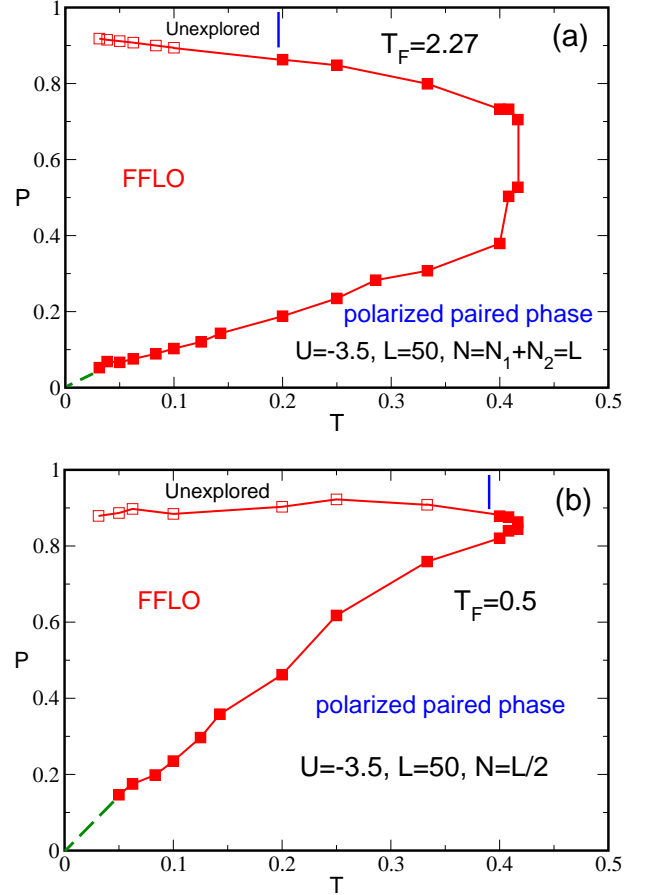 1
Unexplored
(a)
T_F=2.27
0.8
0.6
FFLO
P
0.4
0.2
polarized paired phase
U=-3.5, L=50, N=N_1+N_2=L
0
0 0.1 0.2 0.3 0.4 0.5
T
1
Unexplored
(b)
0.8
FFLO
T_F=0.5
0.6
P
0.4
polarized paired phase
U=-3.5, L=50, N=L/2
0.2
0
0 0.1 0.2 0.3 0.4 0.5
T